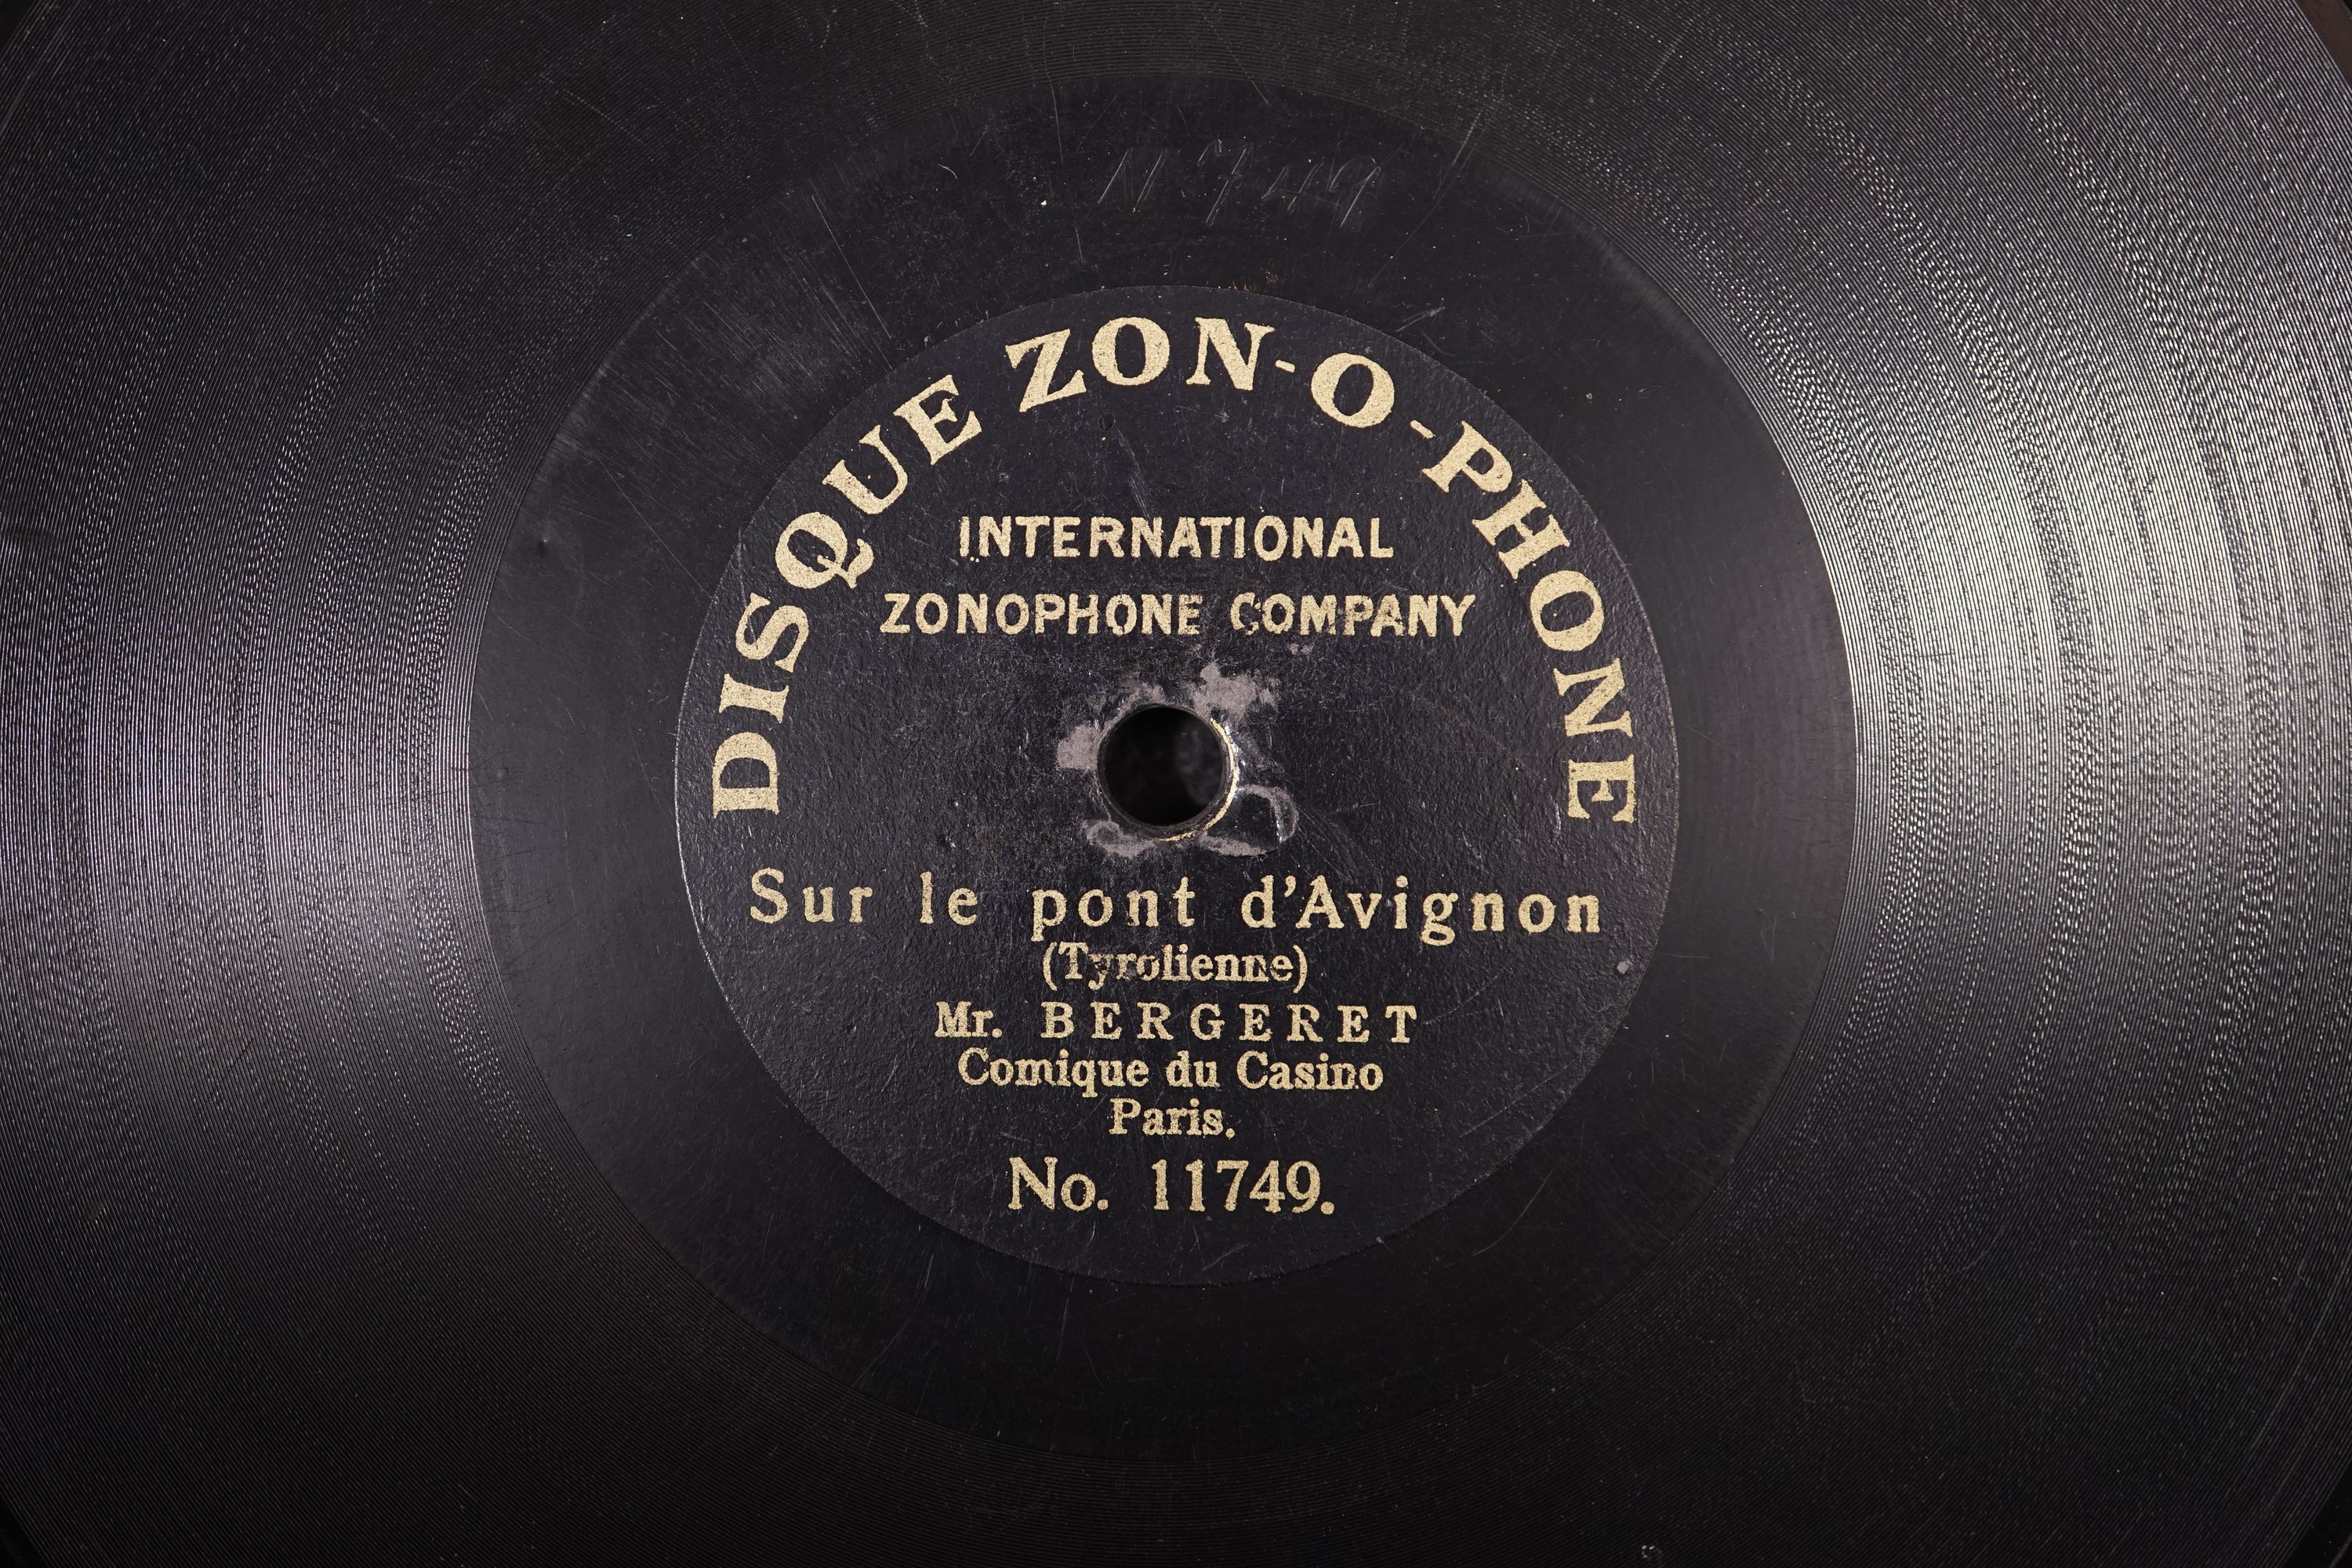 11749
DISQUE ZON-O-PHONE
INTERNATIONAL
ZONOPHONE COMPANY
Sur le pont d'Avignon
(Tyrolienne)
Mr. BERGERET
Comique du Casino
Paris.
No. 11749.